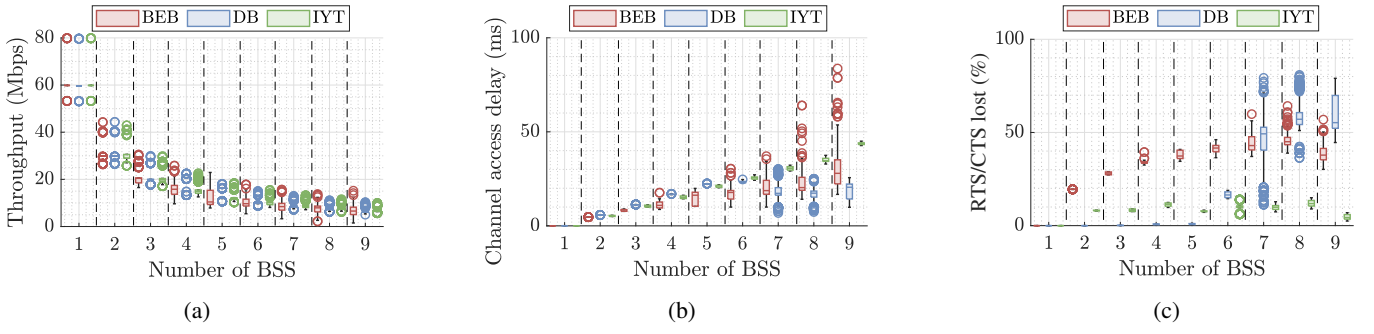 BEB DB IYT
80
60
40
20
0
Throughput (Mbps)
1 2 3 4 5 6 7 8 9
Number of BSS
(a)
BEB DB IYT
100
50
0
Channel access delay (ms)
1 2 3 4 5 6 7 8 9
Number of BSS
(b)
BEB DB IYT
100
50
0
RTS/CTS lost (%)
1 2 3 4 5 6 7 8 9
Number of BSS
(c)